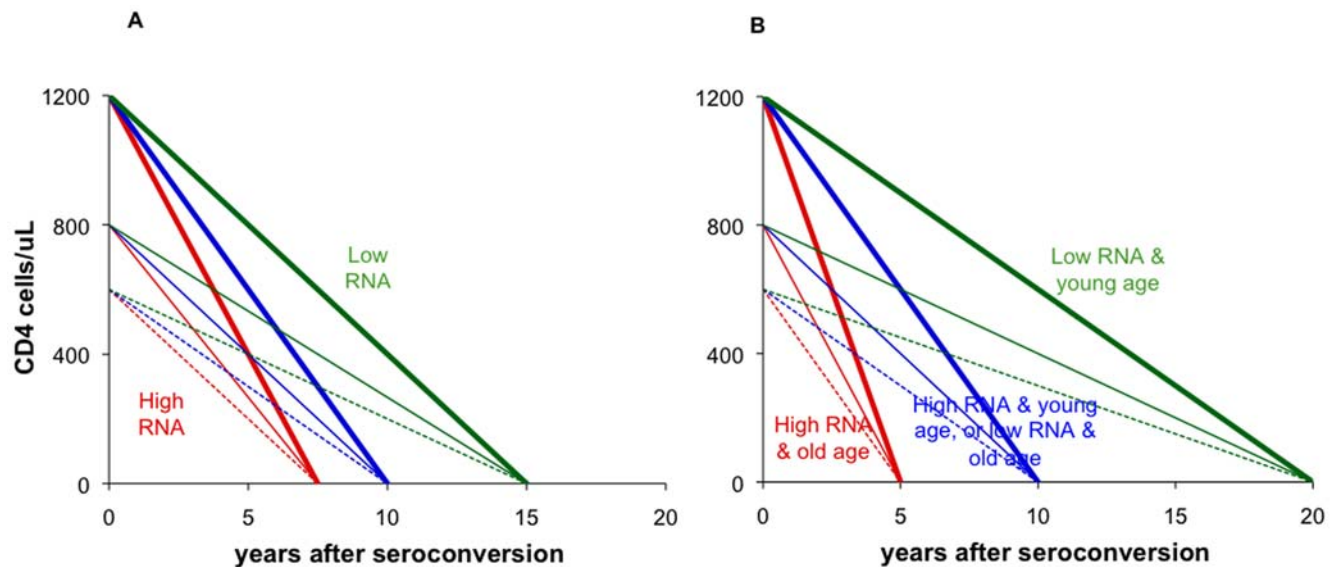 A
1200
800
400
0
CD4 cells/uL
Low
RNA
High
RNA
0 5 10 15 20
years after seroconversion
B
1200
800
400
0
Low RNA &
young age
High RNA
& old age
High RNA & young
age, or low RNA &
old age
0 5 10 15 20
years after seroconversion